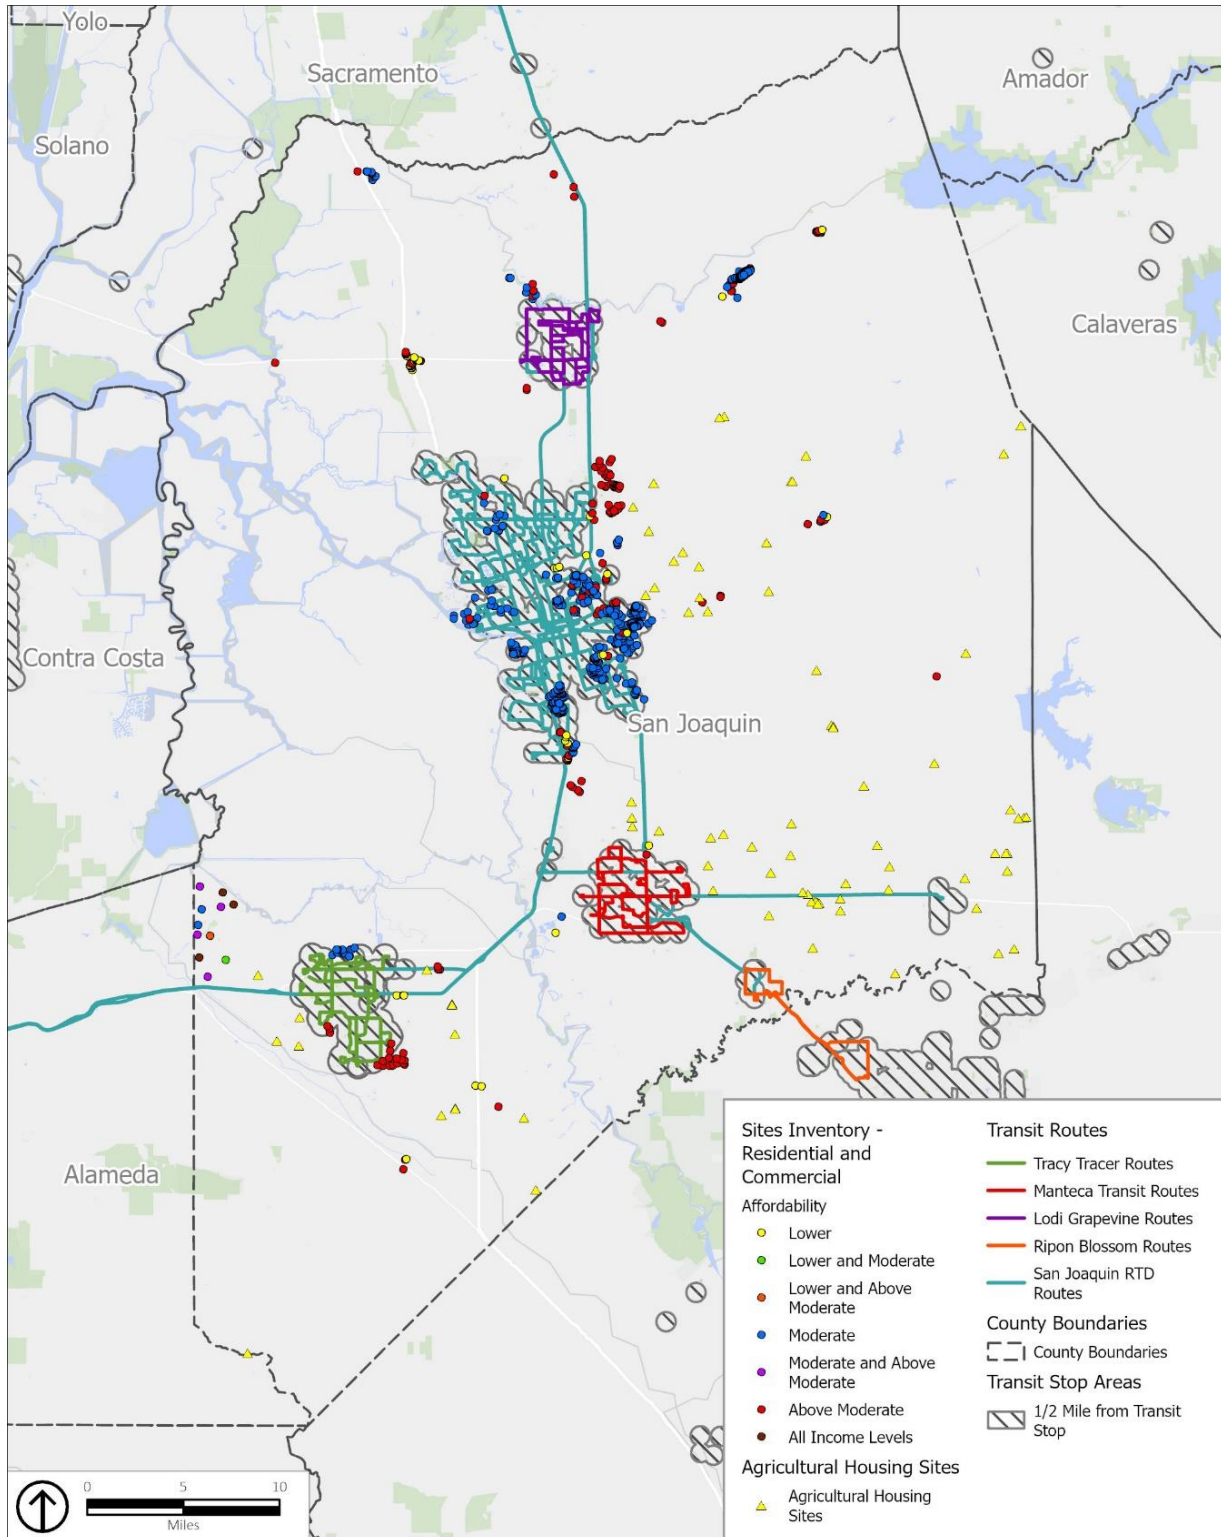 Yolo
Sacramento
Amador
Solano
Calaveras
Contra Costa
San Joaquin
Alameda
Sites Inventory -
Residential and
Commercial
Affordability
Lower
Lower and Moderate
Lower and Above
Moderate
Moderate
Moderate and Above
Moderate
Above Moderate
All Income Levels
Agricultural Housing Sites
Agricultural Housing
Sites
Transit Routes
Tracy Tracer Routes
Manteca Transit Routes
Lodi Grapevine Routes
Ripon Blossom Routes
San Joaquin RTD
Routes
County Boundaries
County Boundaries
Transit Stop Areas
1/2 Mile from Transit
Stop
0 5 10
Miles